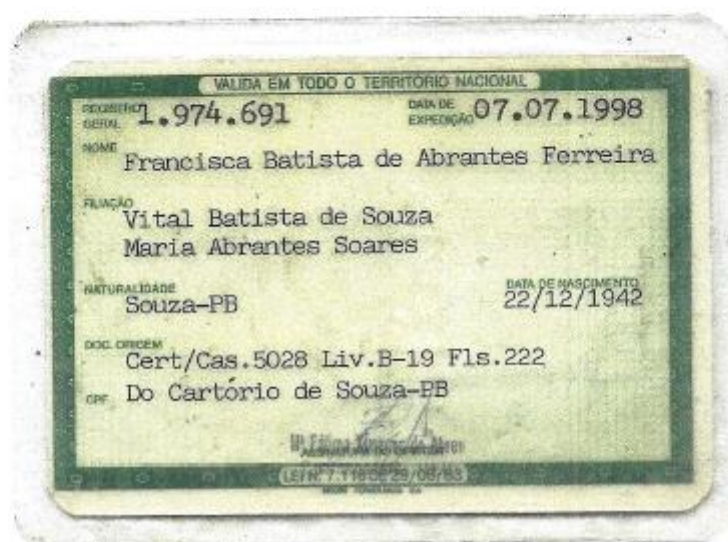 VALIDA EM TODO O TERRITÓRIO NACIONAL
REGISTRO GERAL 1.974.691 DATA DE EXPEDIÇÃO 07.07.1998
NOME Francisca Batista de Abrantes Ferreira
FILIAÇÃO
Vital Batista de Souza
Maria Abrantes Soares
NATURALIDADE DATA DE NASCIMENTO
Souza-PB 22/12/1942
DOC. ORIGEM
Cert/Cas.5028 Liv.B-19 Fls.222
CPF Do Cartório de Souza-PB
ASSINATURA DO DIRETOR
LEI Nº 7.116 DE 29/08/83